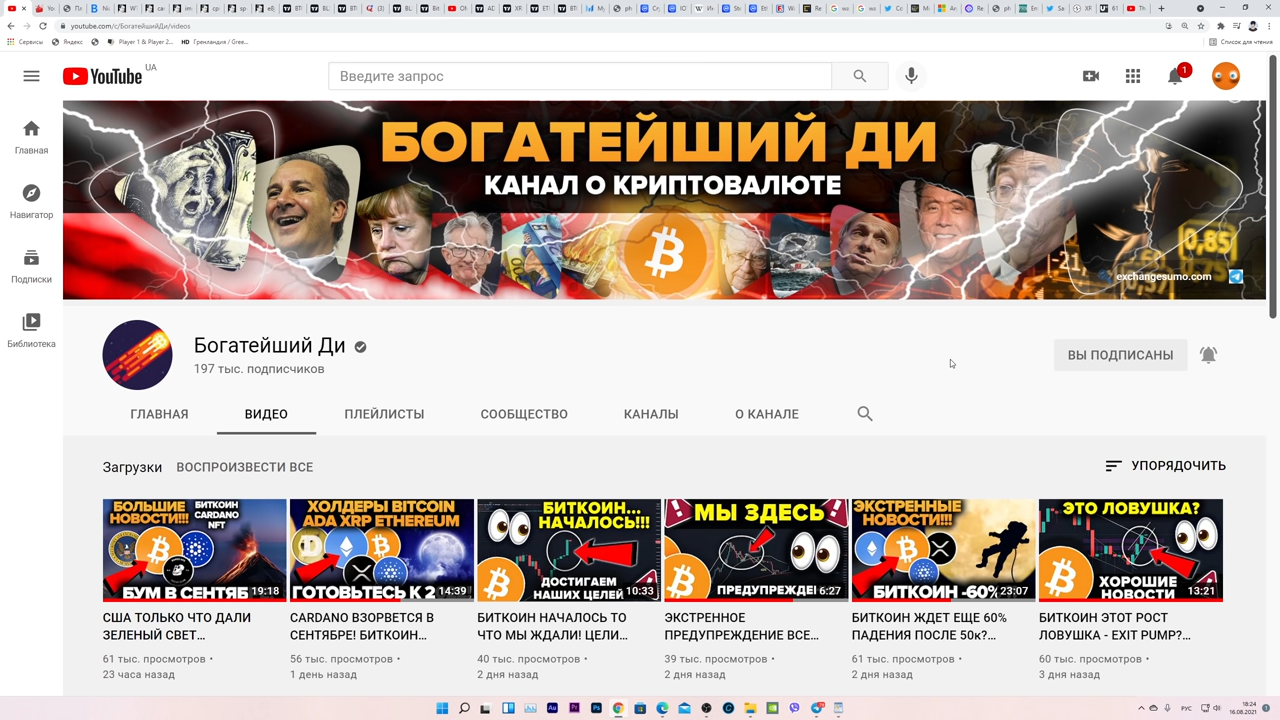 youtube.com/c/БогатейшийДи/videos
Сервисы
Яндекс
Player 1 & Player 2...
HD Гренландия / Gree...
Список для чтения
YouTube UA
Введите запрос
1
Главная
Навигатор
Подписки
Библиотека
БОГАТЕЙШИЙ ДИ
КАНАЛ О КРИПТОВАЛЮТЕ
0,85
exchangesumo.com
Богатейший Ди
197 тыс. подписчиков
ВЫ ПОДПИСАНЫ
ГЛАВНАЯ
ВИДЕО
ПЛЕЙЛИСТЫ
СООБЩЕСТВО
КАНАЛЫ
О КАНАЛЕ
Загрузки
ВОСПРОИЗВЕСТИ ВСЕ
УПОРЯДОЧИТЬ
БОЛЬШИЕ
НОВОСТИ!!!
БИТКОИН
CARDANO
NFT
БУМ В СЕНТЯБ
19:18
США ТОЛЬКО ЧТО ДАЛИ
ЗЕЛЕНЫЙ СВЕТ...
61 тыс. просмотров •
23 часа назад
ХОЛДЕРЫ BITCOIN
ADA XRP ETHEREUM
ГОТОВЬТЕСЬ К 2
14:39
CARDANO ВЗОРВЕТСЯ В
СЕНТЯБРЕ! БИТКОИН...
56 тыс. просмотров •
1 день назад
БИТКОИН...
НАЧАЛОСЬ!!!
ДОСТИГАЕМ
НАШИХ ЦЕЛЕЙ
10:33
БИТКОИН НАЧАЛОСЬ ТО
ЧТО МЫ ЖДАЛИ! ЦЕЛИ...
40 тыс. просмотров •
2 дня назад
МЫ ЗДЕСЬ
ПРЕДУПРЕЖДЕ
6:27
ЭКСТРЕННОЕ
ПРЕДУПРЕЖДЕНИЕ ВСЕ...
39 тыс. просмотров •
2 дня назад
ЭКСТРЕННЫЕ
НОВОСТИ!!!
БИТКОИН -60%
23:07
БИТКОИН ЖДЕТ ЕЩЕ 60%
ПАДЕНИЯ ПОСЛЕ 50к?...
61 тыс. просмотров •
2 дня назад
ЭТО ЛОВУШКА?
ХОРОШИЕ
НОВОСТИ
13:21
БИТКОИН ЭТОТ РОСТ
ЛОВУШКА - EXIT PUMP?...
60 тыс. просмотров •
3 дня назад
РУС
18:24
16.08.2021